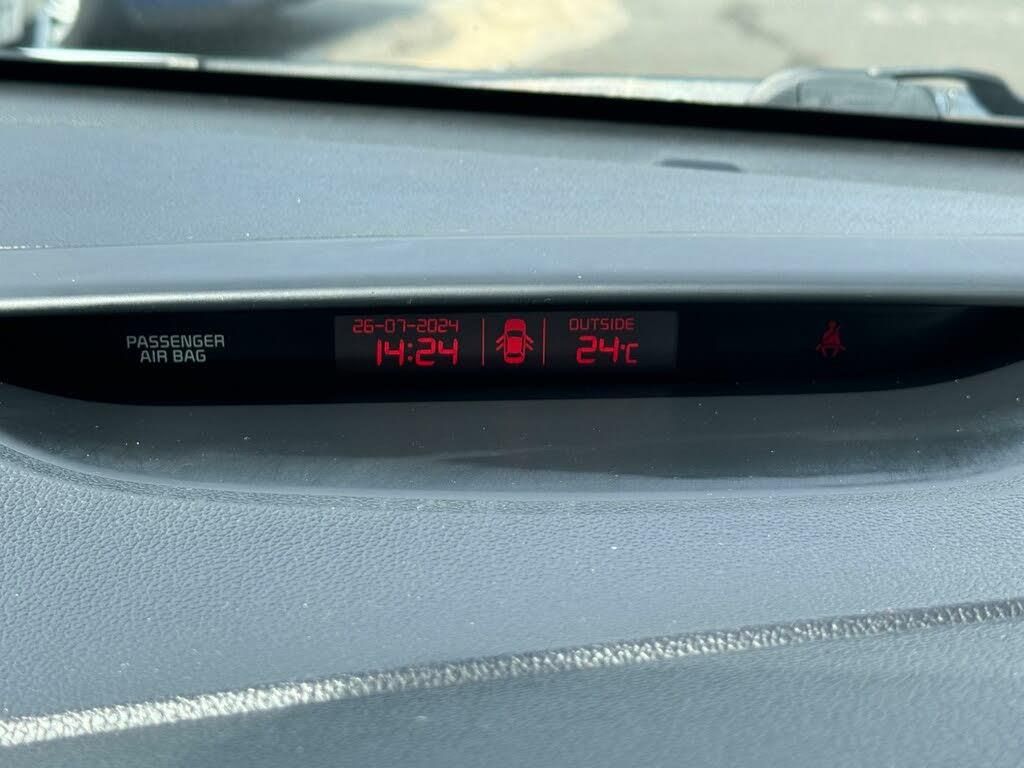 PASSENGER
AIR BAG
26-07-2024
14:24
OUTSIDE
24°C